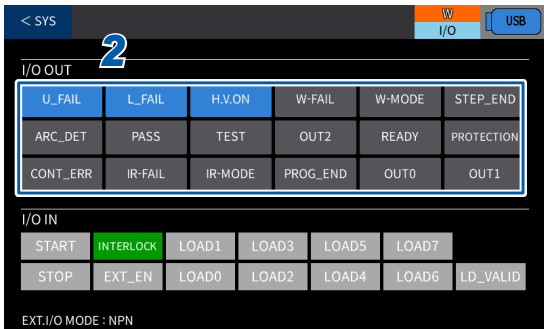 < SYS
W
I/O
USB
2
I/O OUT
U_FAIL L_FAIL H.V.ON W-FAIL W-MODE STEP_END
ARC_DET PASS TEST OUT2 READY PROTECTION
CONT_ERR IR-FAIL IR-MODE PROG_END OUT0 OUT1
I/O IN
START INTERLOCK LOAD1 LOAD3 LOAD5 LOAD7
STOP EXT_EN LOAD0 LOAD2 LOAD4 LOAD6 LD_VALID
EXT.I/O MODE : NPN